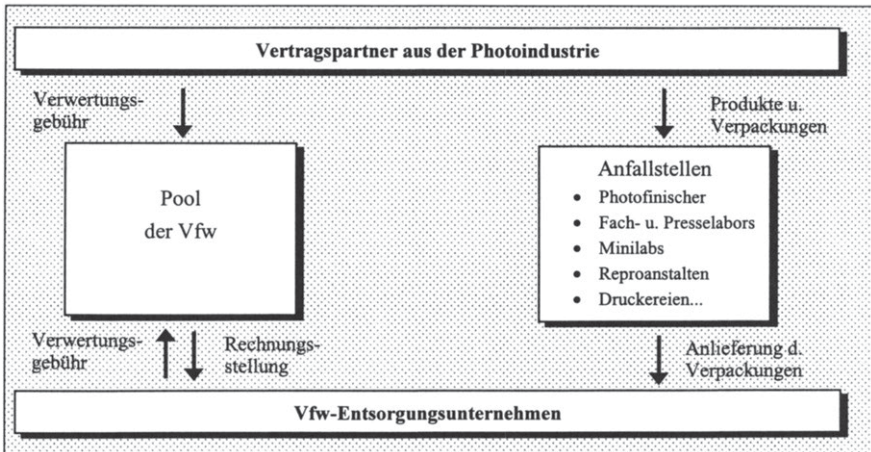 Vertragspartner aus der Photoindustrie
Verwertungs-
gebühr
Produkte u.
Verpackungen
Pool
der Vfw
Anfallstellen
• Photofinischer
• Fach- u. Presselabors
• Minilabs
• Reproanstalten
• Druckereien...
Verwertungs-
gebühr
Rechnungs-
stellung
Anlieferung d.
Verpackungen
Vfw-Entsorgungsunternehmen